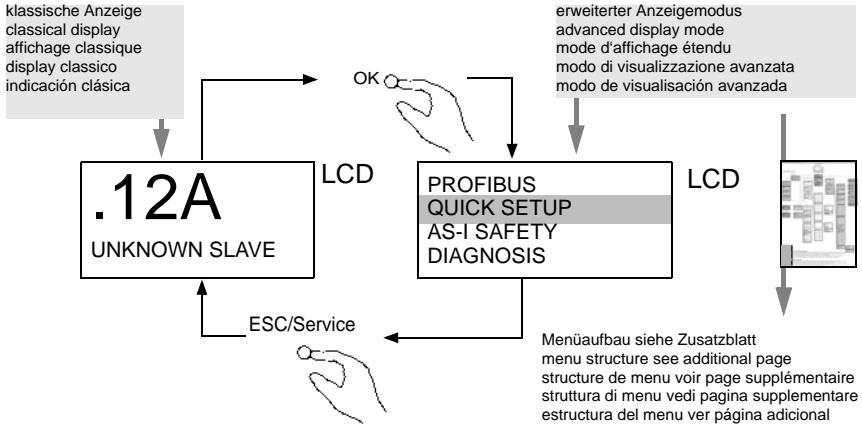 klassische Anzeige
classical display
affichage classique
display classico
indicación clásica
erweiterter Anzeigemodus
advanced display mode
mode d'affichage étendu
modo di visualizzazione avanzata
modo de visualisación avanzada
OK
.12A
UNKNOWN SLAVE
LCD
PROFIBUS
QUICK SETUP
AS-I SAFETY
DIAGNOSIS
LCD
ESC/Service
Menüaufbau siehe Zusatzblatt
menu structure see additional page
structure de menu voir page supplémentaire
struttura di menu vedi pagina supplementare
estructura del menu ver página adicional